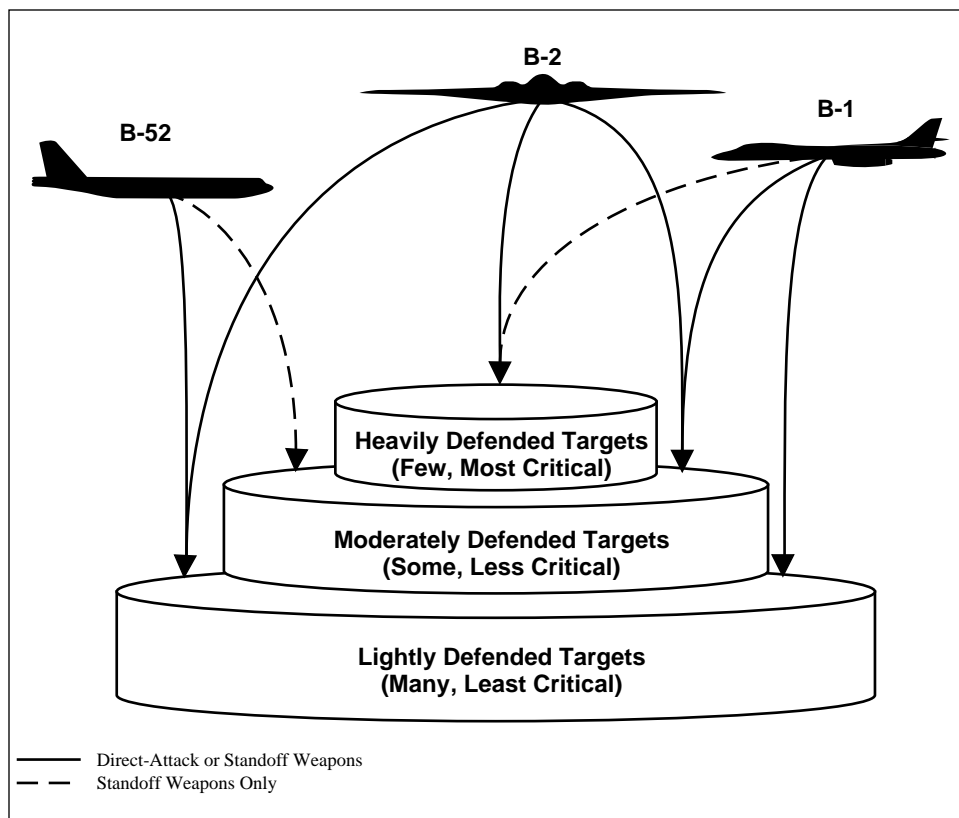 B-2
B-1
B-52
Heavily Defended Targets
(Few, Most Critical)
Moderately Defended Targets
(Some, Less Critical)
Lightly Defended Targets
(Many, Least Critical)
Direct-Attack or Standoff Weapons
Standoff Weapons Only